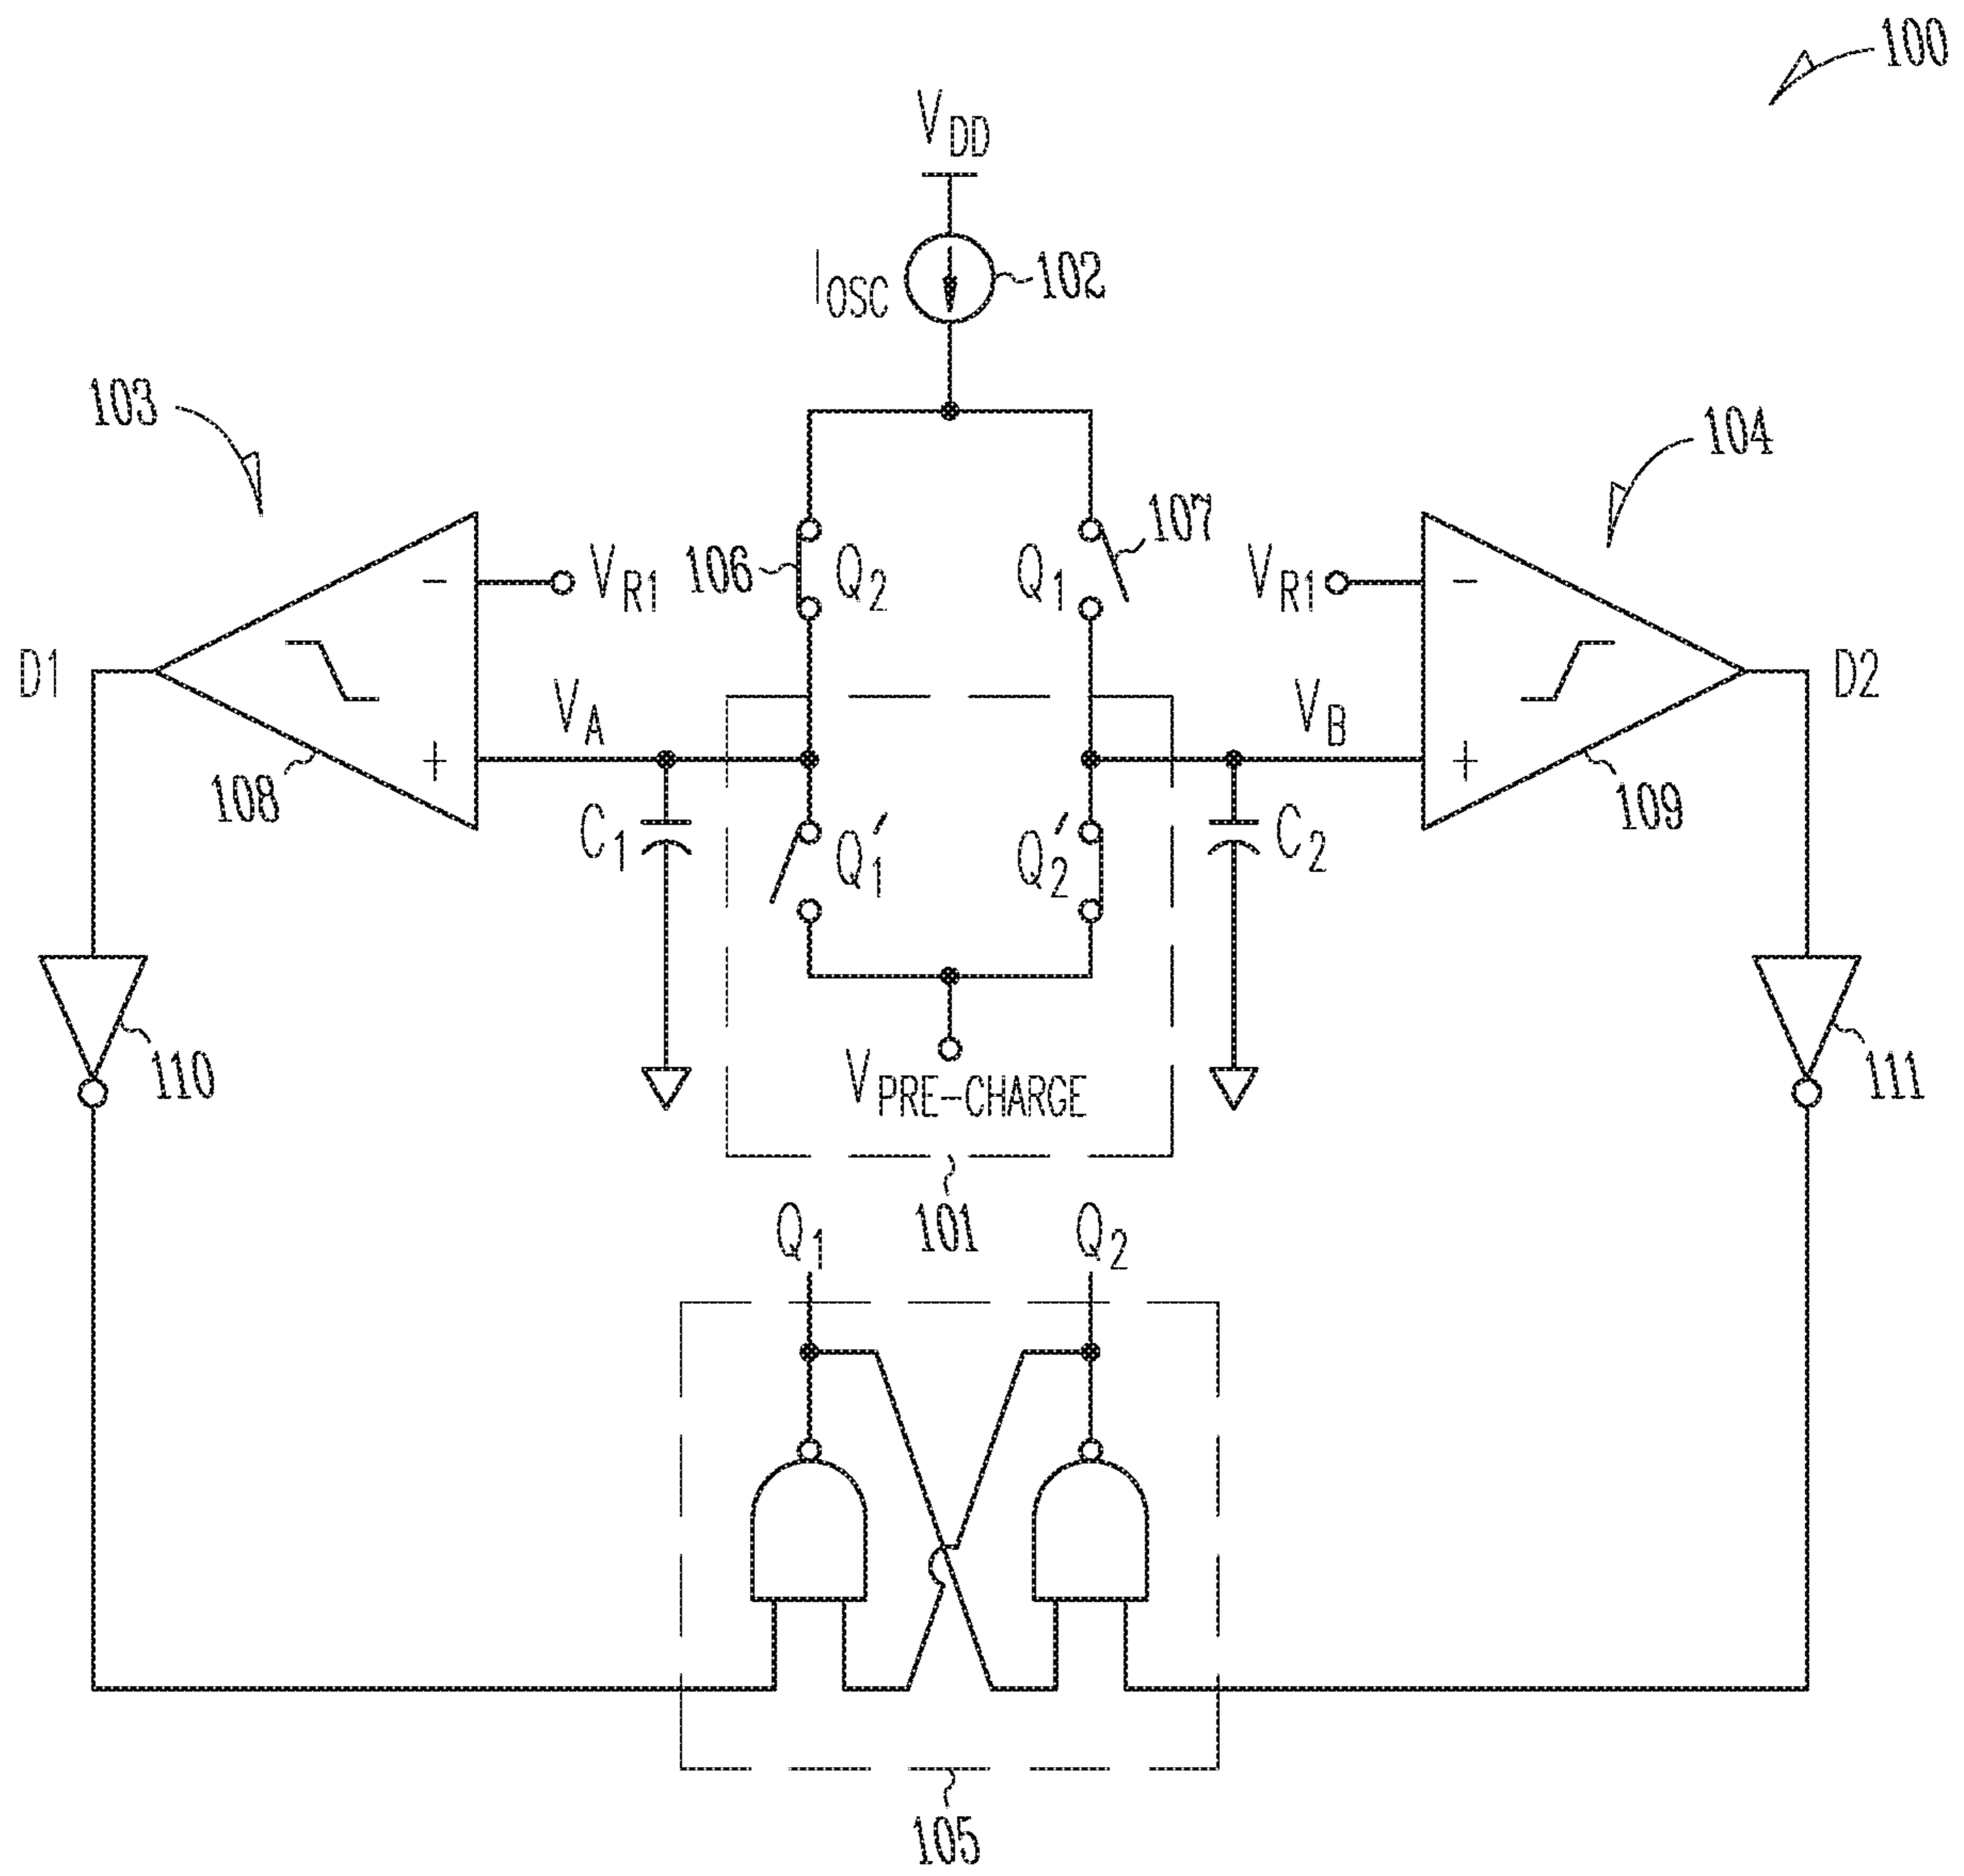 100
V_DD
I_OSC
102
103
104
106
Q_2
Q_1
107
V_R1
V_R1
−
−
D1
D2
V_A
V_B
+
+
108
109
C_1
Q_1′
Q_2′
C_2
110
111
V_PRE-CHARGE
101
Q_1
Q_2
105